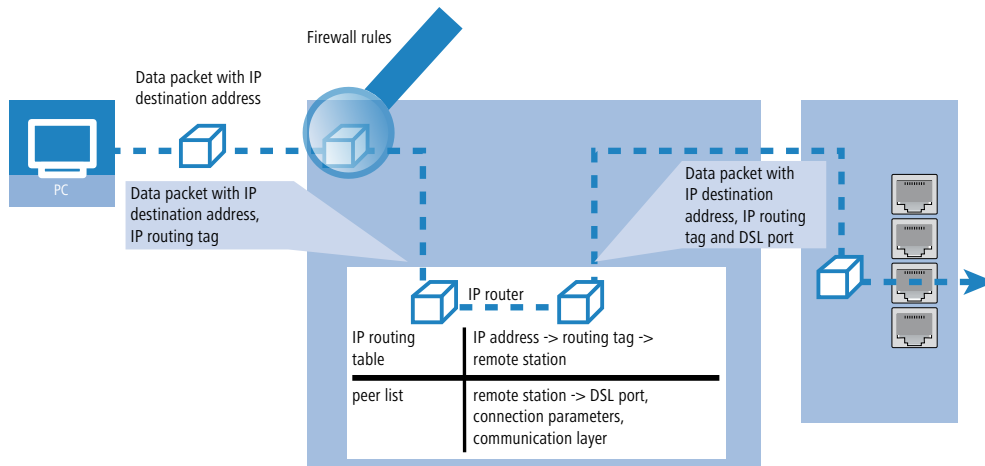 Firewall rules
Data packet with IP
destination address
PC
Data packet with IP
destination address,
IP routing tag
Data packet with
IP destination
address, IP routing
tag and DSL port
IP router
IP routing
table
IP address -> routing tag ->
remote station
peer list
remote station -> DSL port,
connection parameters,
communication layer